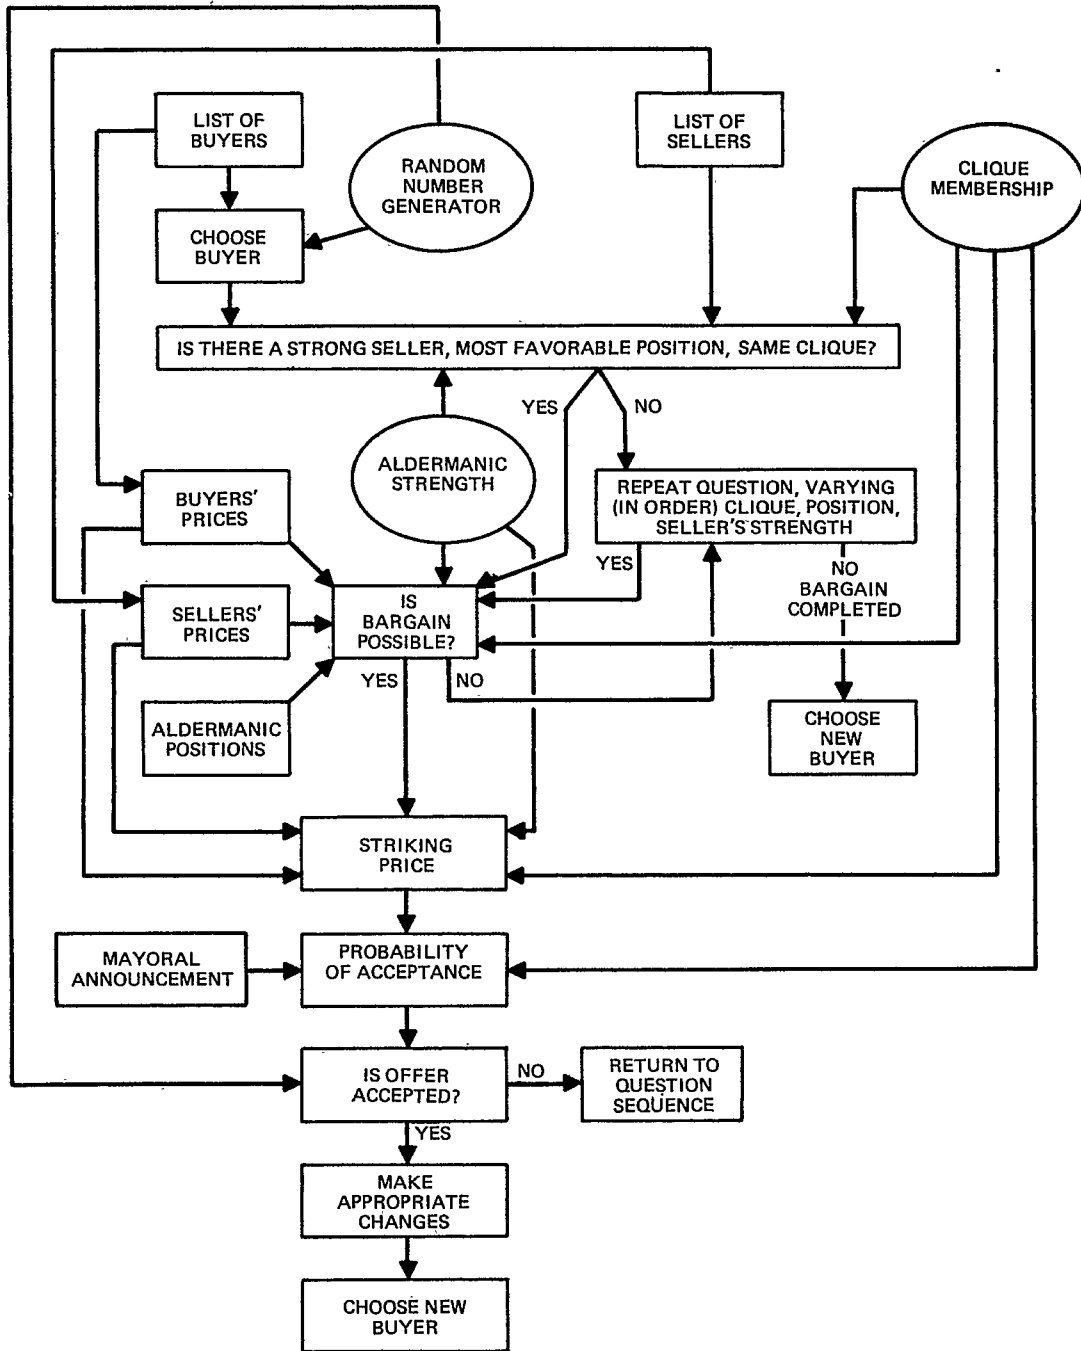 LIST OF
BUYERS
LIST OF
SELLERS
RANDOM
NUMBER
GENERATOR
CLIQUE
MEMBERSHIP
CHOOSE
BUYER
IS THERE A STRONG SELLER, MOST FAVORABLE POSITION, SAME CLIQUE?
YES
NO
ALDERMANIC
STRENGTH
BUYERS'
PRICES
REPEAT QUESTION, VARYING
(IN ORDER) CLIQUE, POSITION,
SELLER'S STRENGTH
YES
NO
BARGAIN
COMPLETED
SELLERS'
PRICES
IS
BARGAIN
POSSIBLE?
YES
NO
ALDERMANIC
POSITIONS
CHOOSE
NEW
BUYER
STRIKING
PRICE
MAYORAL
ANNOUNCEMENT
PROBABILITY
OF ACCEPTANCE
IS OFFER
ACCEPTED?
NO
RETURN TO
QUESTION
SEQUENCE
YES
MAKE
APPROPRIATE
CHANGES
CHOOSE NEW
BUYER